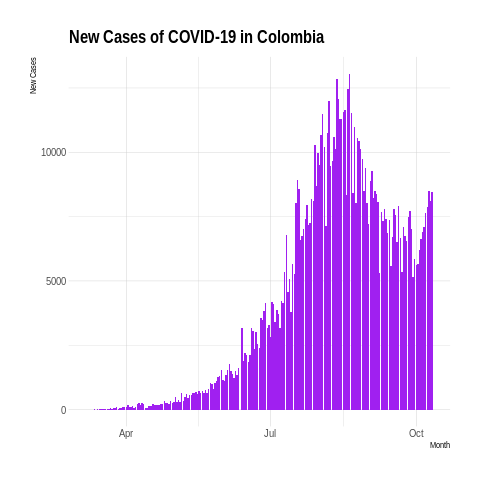 New Cases of COVID-19 in Colombia
New Cases
10000
5000
0
Apr Jul Oct
Month